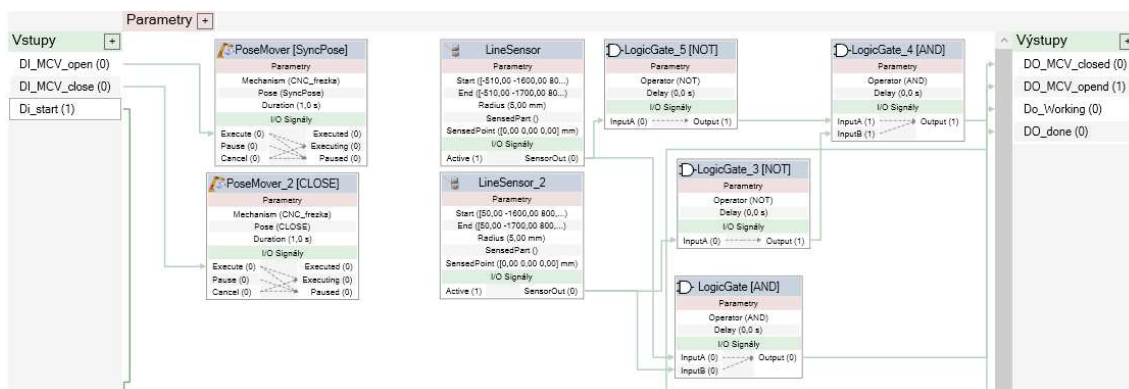 Parametry +
Vstupy +
DI_MCV_open (0)
DI_MCV_close (0)
Di_start (1)
PoseMover [SyncPose]
Parametry
Mechanism (CNC_frezka)
Pose (SyncPose)
Duration (1,0 s)
I/O Signály
Execute (0) Executed (0)
Pause (0) Executing (0)
Cancel (0) Paused (0)
PoseMover_2 [CLOSE]
Parametry
Mechanism (CNC_frezka)
Pose (CLOSE)
Duration (1,0 s)
I/O Signály
Execute (0) Executed (0)
Pause (0) Executing (0)
Cancel (0) Paused (0)
LineSensor
Parametry
Start ([-510,00 -1600,00 80...)
End ([-510,00 -1700,00 80...)
Radius (5,00 mm)
SensedPart ()
SensedPoint ([0,00 0,00 0,00] mm)
I/O Signály
Active (1) SensorOut (0)
LineSensor_2
Parametry
Start ([50,00 -1600,00 800,...)
End ([50,00 -1700,00 800,...)
Radius (5,00 mm)
SensedPart ()
SensedPoint ([0,00 0,00 0,00] mm)
I/O Signály
Active (1) SensorOut (0)
LogicGate_5 [NOT]
Parametry
Operator (NOT)
Delay (0,0 s)
I/O Signály
InputA (0) Output (1)
LogicGate_3 [NOT]
Parametry
Operator (NOT)
Delay (0,0 s)
I/O Signály
InputA (0) Output (1)
LogicGate [AND]
Parametry
Operator (AND)
Delay (0,0 s)
I/O Signály
InputA (0) Output (0)
InputB (0)
LogicGate_4 [AND]
Parametry
Operator (AND)
Delay (0,0 s)
I/O Signály
InputA (1) Output (1)
InputB (1)
Výstupy +
DO_MCV_closed (0)
DO_MCV_opend (1)
Do_Working (0)
DO_done (0)